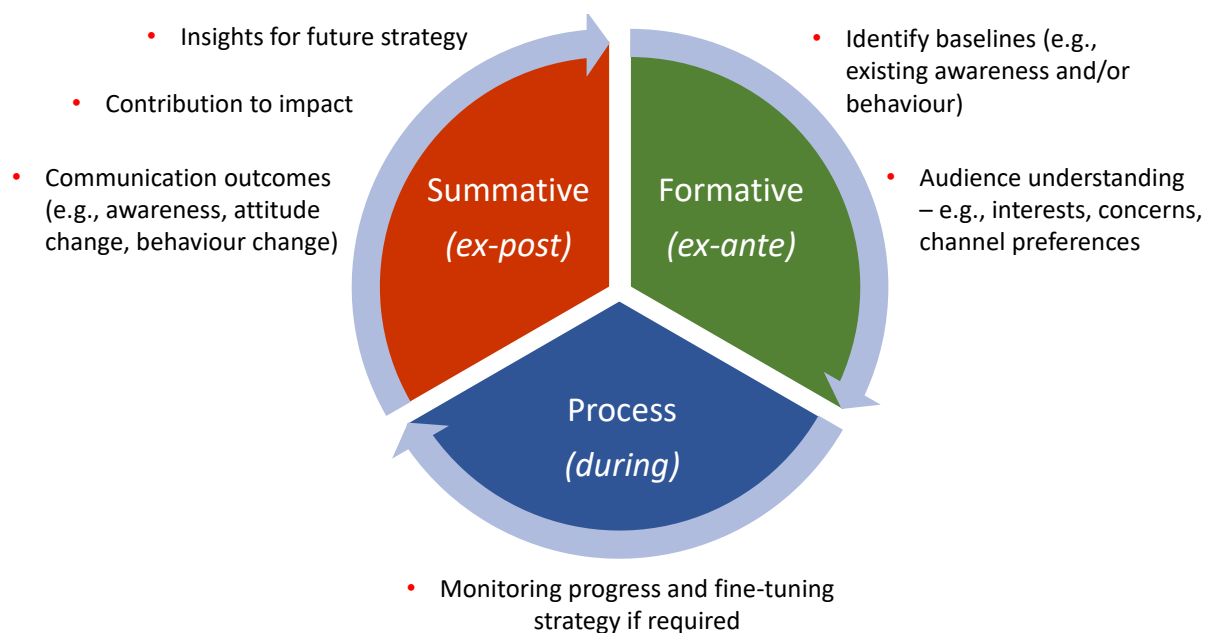 • Insights for future strategy
• Contribution to impact
• Communication outcomes
(e.g., awareness, attitude
change, behaviour change)
Summative
(ex-post)
Formative
(ex-ante)
• Identify baselines (e.g.,
existing awareness and/or
behaviour)
• Audience understanding
– e.g., interests, concerns,
channel preferences
Process
(during)
• Monitoring progress and fine-tuning
strategy if required